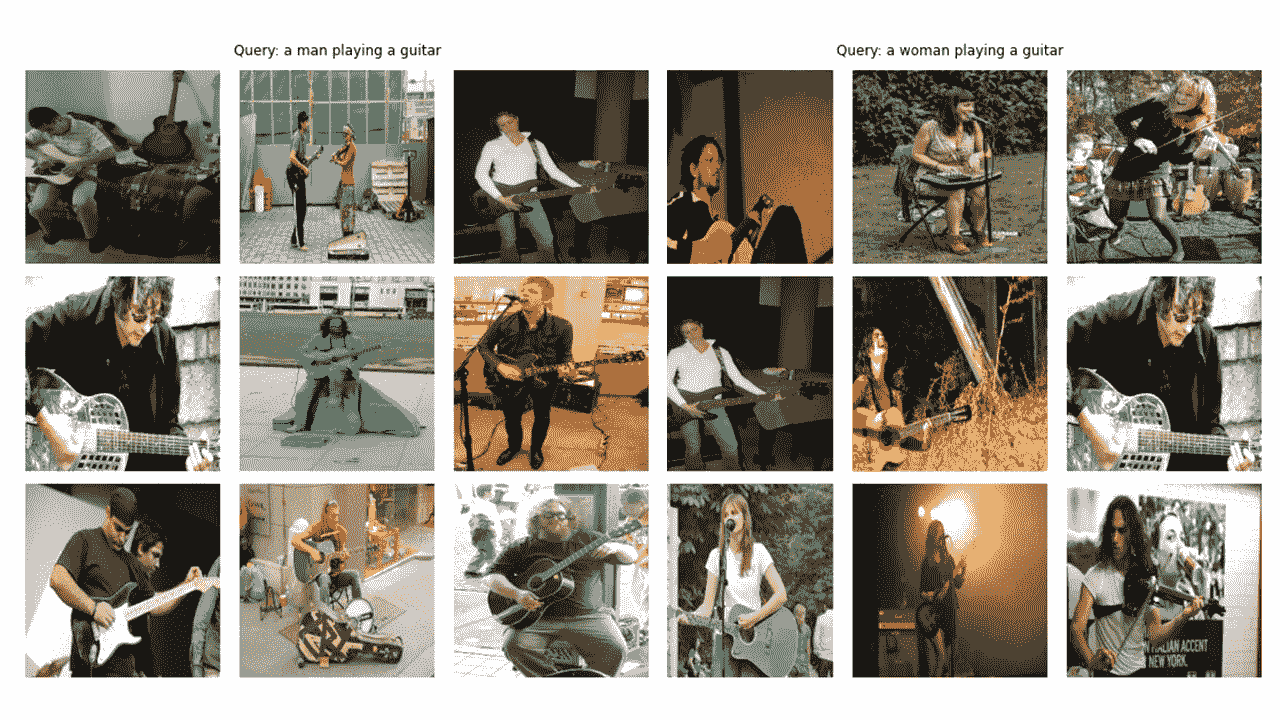 Query: a man playing a guitar
Query: a woman playing a guitar
ITALIAN ACCENT
NEW YORK.